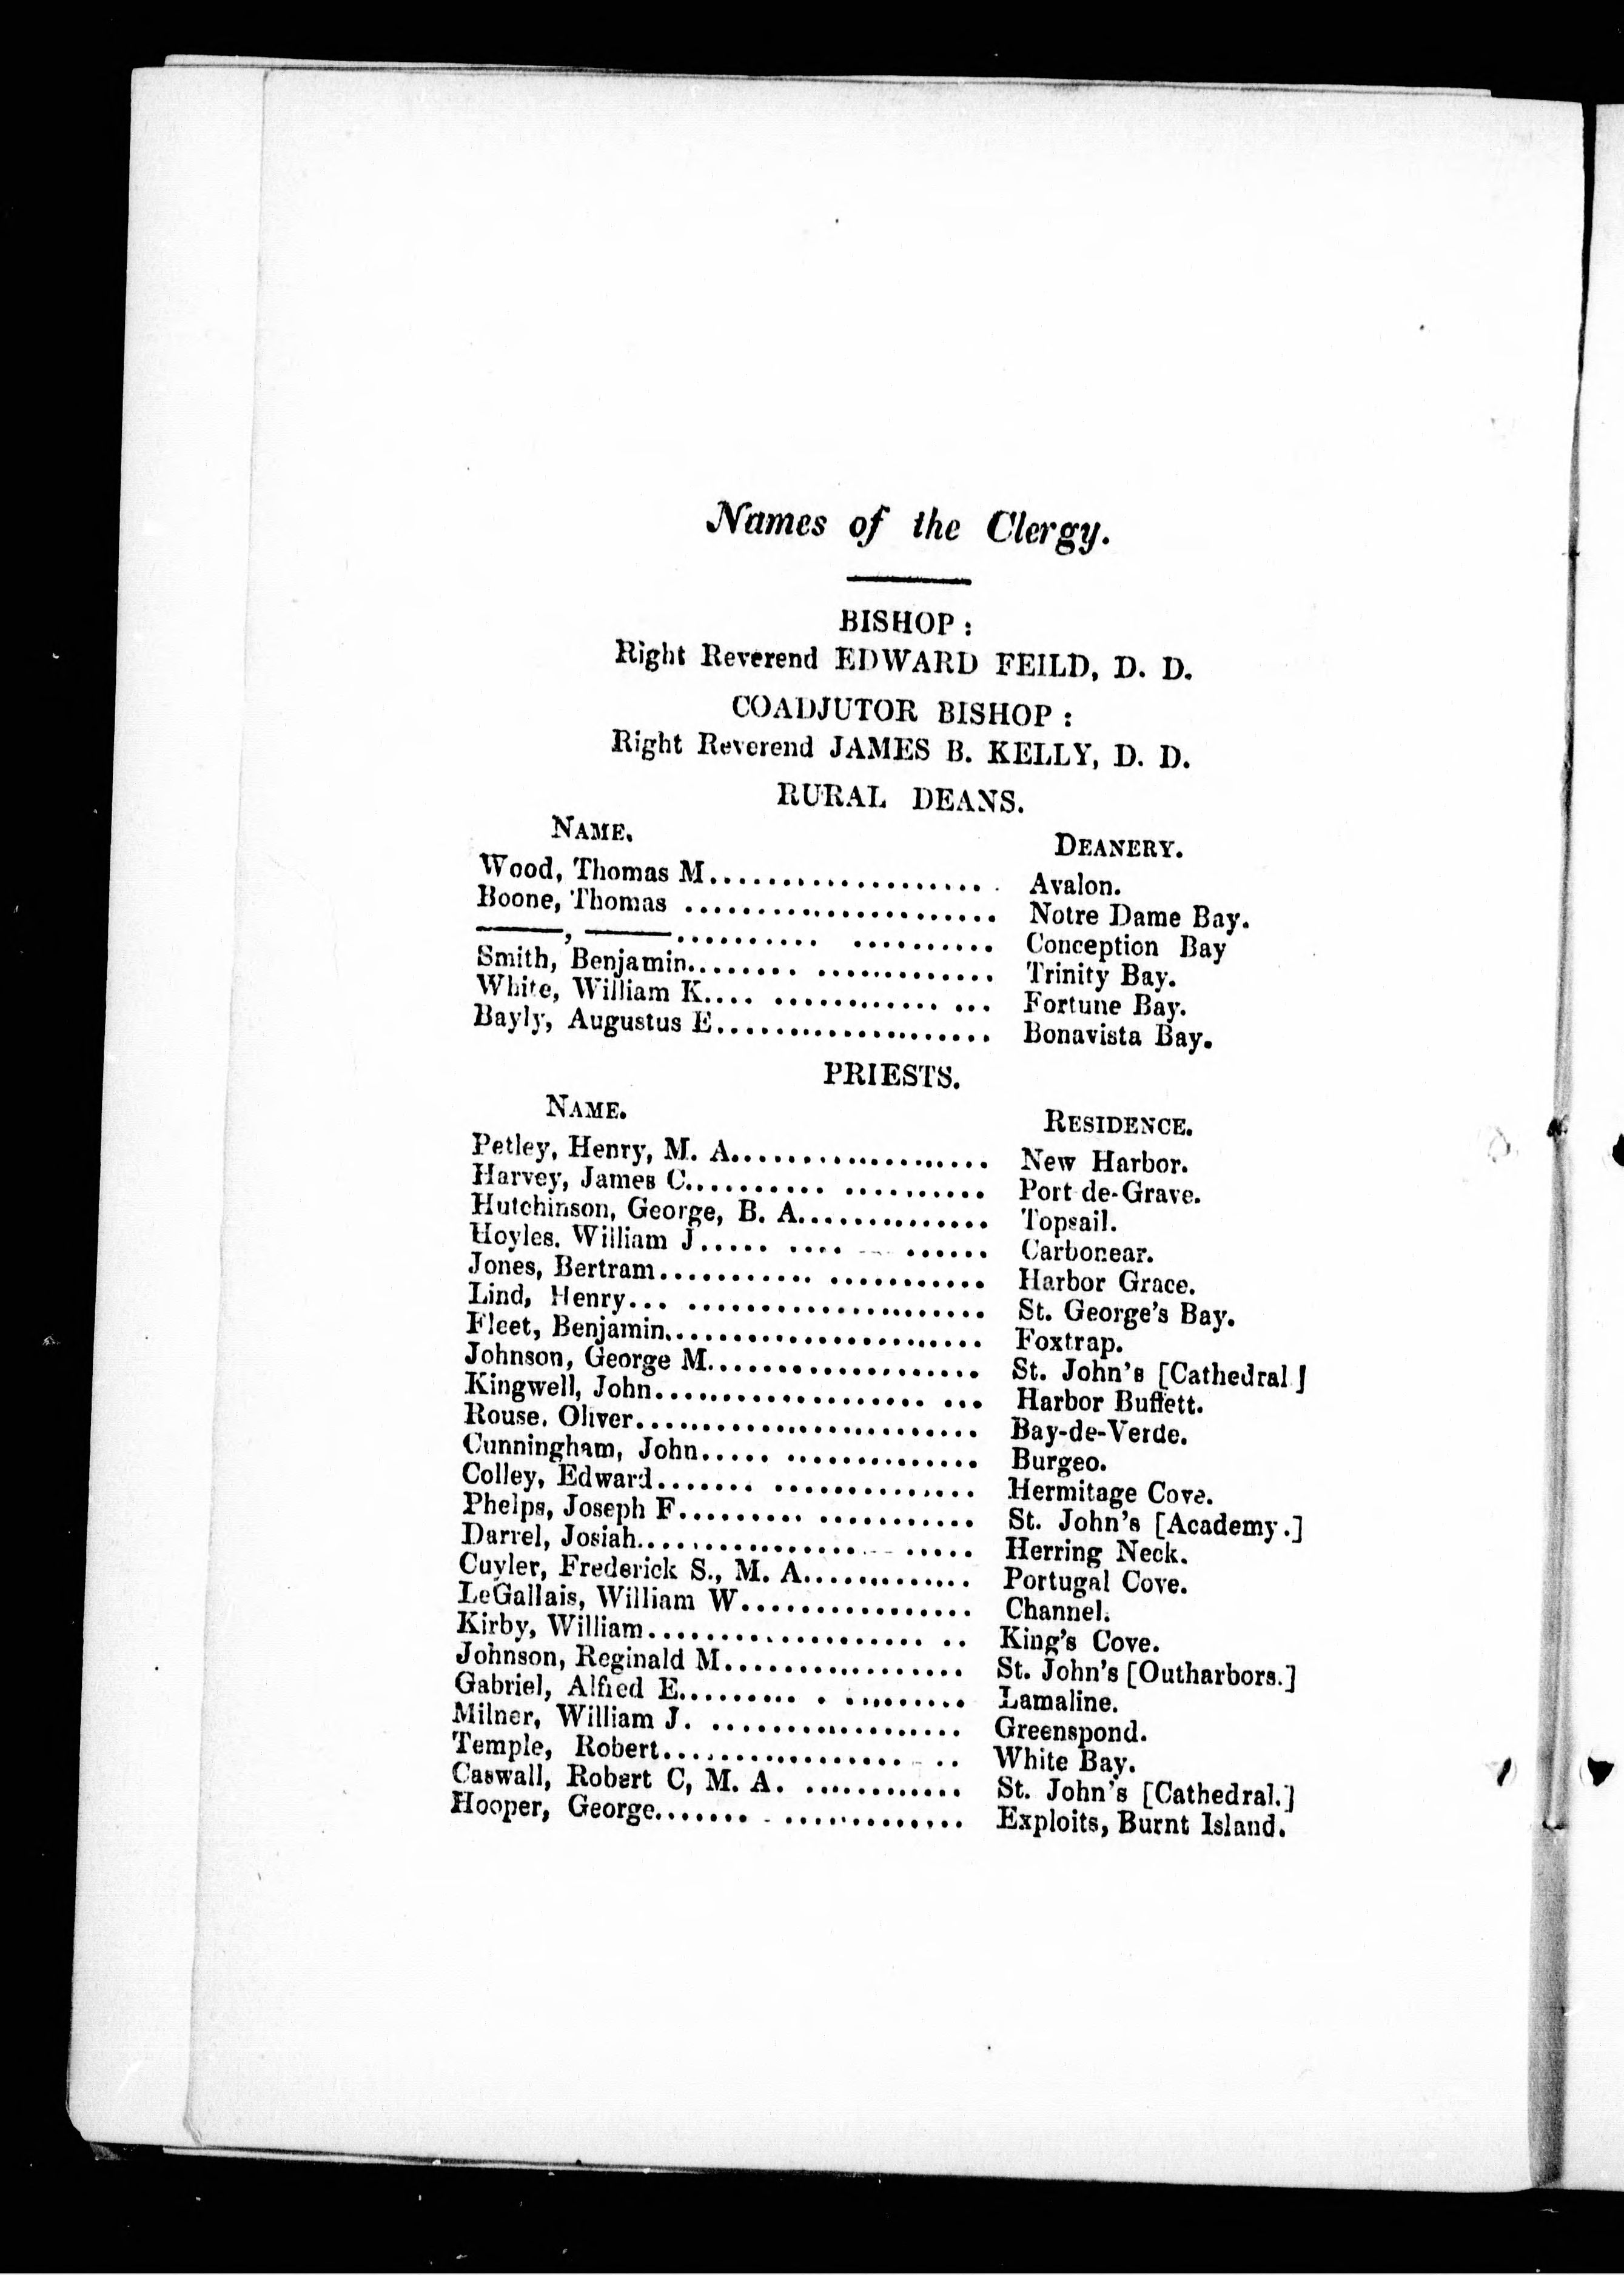 Names of the Clergy.
BISHOP :
Right Reverend EDWARD FEILD, D. D.
COADJUTOR BISHOP :
Right Reverend JAMES B. KELLY, D. D.
RURAL DEANS.
NAME. DEANERY.
Wood, Thomas M................... . Avalon.
Boone, Thomas ...................... Notre Dame Bay.
———, ———.......... .......... Conception Bay
Smith, Benjamin........ ............. Trinity Bay.
White, William K.... ............ ... Fortune Bay.
Bayly, Augustus E................... Bonavista Bay.
PRIESTS.
NAME. RESIDENCE.
Petley, Henry, M. A.................. New Harbor.
Harvey, James C.......... .......... Port de-Grave.
Hutchinson, George, B. A............. Topsail.
Hoyles. William J..... .... ...... Carbonear.
Jones, Bertram........... ........... Harbor Grace.
Lind, Henry... ..................... St. George's Bay.
Fleet, Benjamin...................... Foxtrap.
Johnson, George M................... St. John's [Cathedral]
Kingwell, John................... ... Harbor Buffett.
Rouse, Oliver........................ Bay-de-Verde.
Cunningham, John..... ............. Burgeo.
Colley, Edward....... .............. Hermitage Cove.
Phelps, Joseph F......... ........... St. John's [Academy.]
Darrel, Josiah................ ..... Herring Neck.
Cuyler, Frederick S., M. A............ Portugal Cove.
LeGallais, William W................ Channel.
Kirby, William................... .. King's Cove.
Johnson, Reginald M................. St. John's [Outharbors.]
Gabriel, Alfred E......... . ........ Lamaline.
Milner, William J. ................. Greenspond.
Temple, Robert................. .. White Bay.
Caswall, Robert C, M. A. ............ St. John's [Cathedral.]
Hooper, George....... ............ Exploits, Burnt Island.